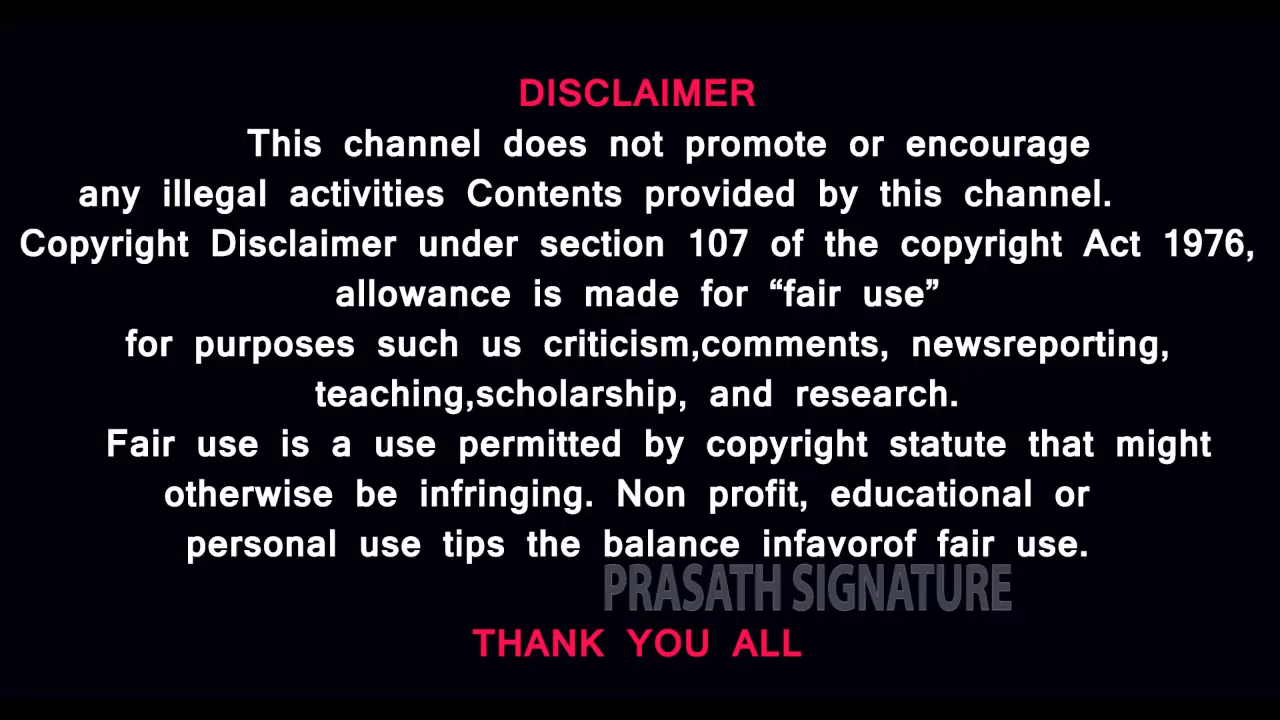 DISCLAIMER
This channel does not promote or encourage
any illegal activities Contents provided by this channel.
Copyright Disclaimer under section 107 of the copyright Act 1976,
allowance is made for “fair use”
for purposes such us criticism,comments, newsreporting,
teaching,scholarship, and research.
Fair use is a use permitted by copyright statute that might
otherwise be infringing. Non profit, educational or
personal use tips the balance infavorof fair use.
PRASATH SIGNATURE
THANK YOU ALL